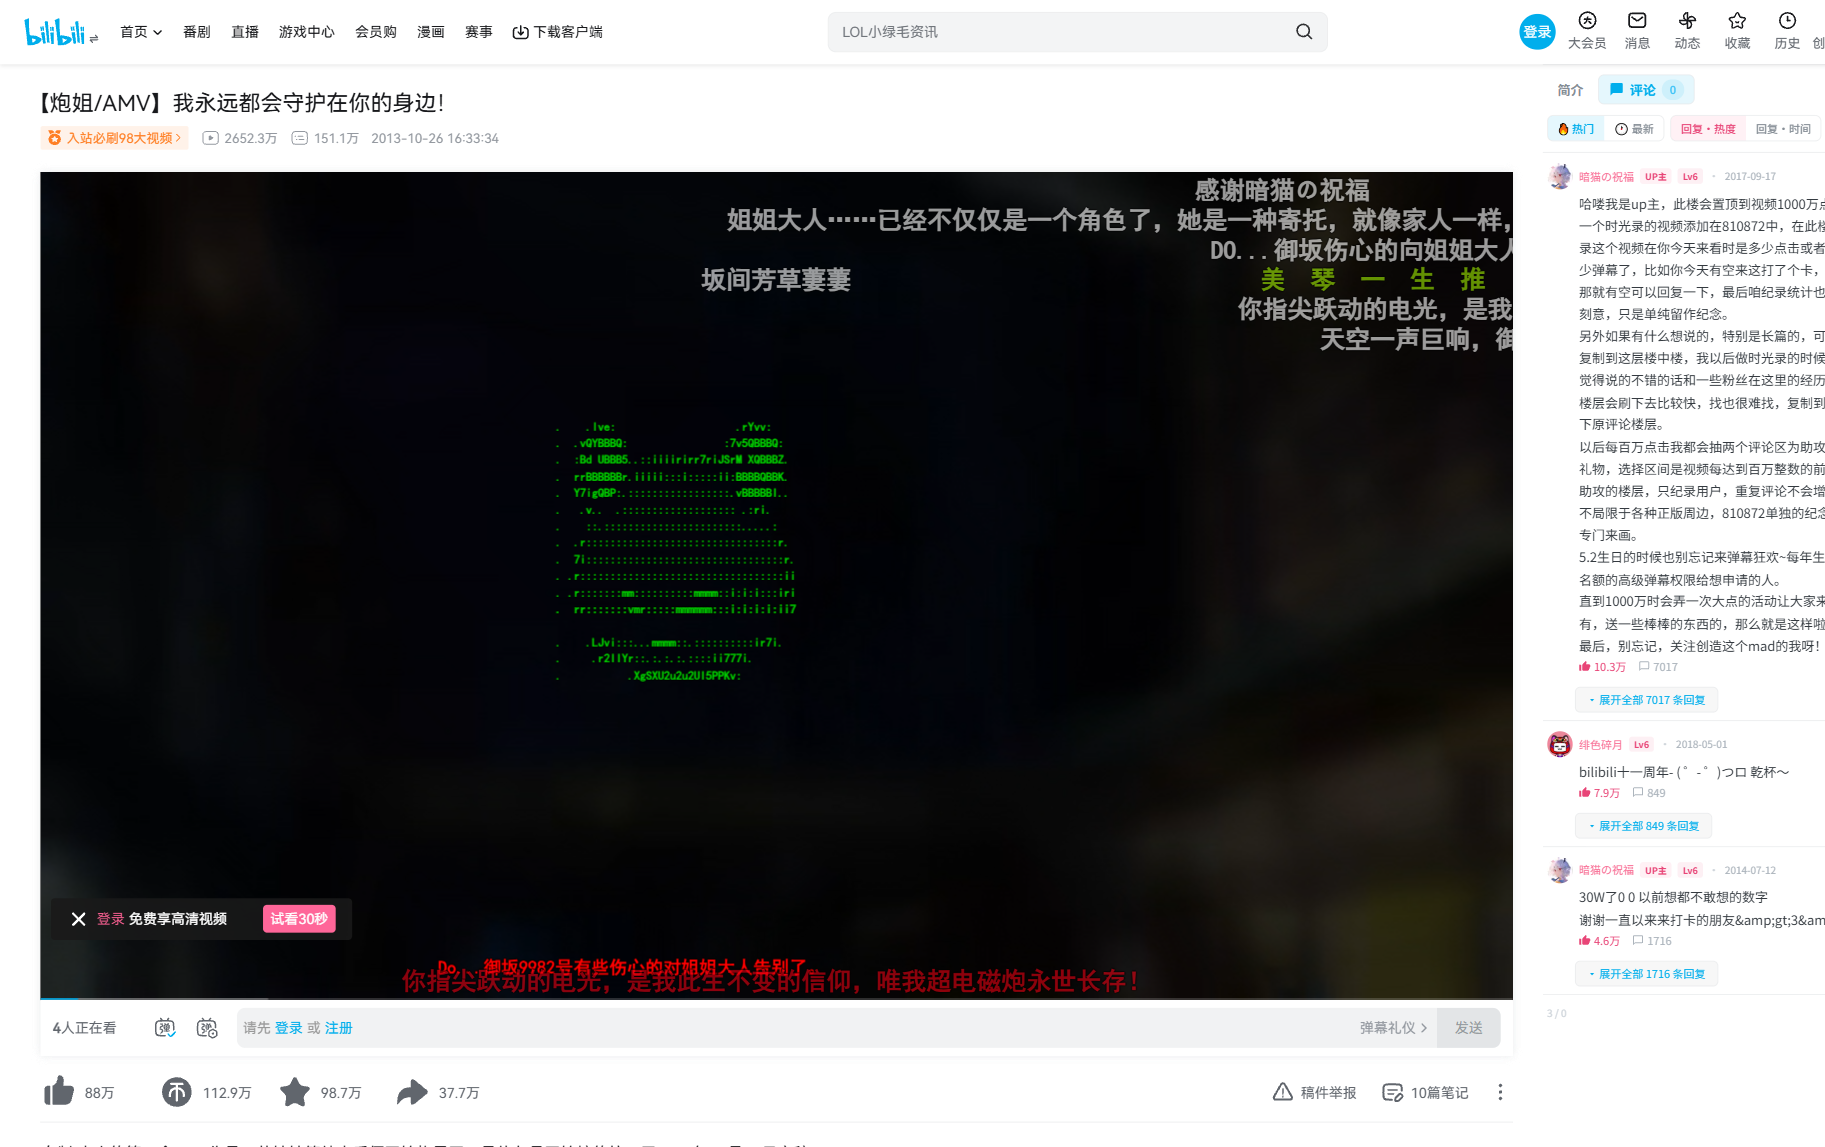 bilibili
首页
番剧
直播
游戏中心
会员购
漫画
赛事
下载客户端
LOL小绿毛资讯
登录
大会员
消息
动态
收藏
历史
创
【炮姐/AMV】我永远都会守护在你的身边！
入站必刷98大视频
2652.3万
151.1万
2013-10-26 16:33:34
感谢暗猫の祝福
姐姐大人……已经不仅仅是一个角色了，她是一种寄托，就像家人一样，
DO...御坂伤心的向姐姐大人
坂间芳草萋萋
美 琴 一 生 推
你指尖跃动的电光，是我
天空一声巨响，御
登录 免费享高清视频
试看30秒
Do. 御坂9982号有些伤心的对姐姐大人告别了
你指尖跃动的电光，是我此生不变的信仰，唯我超电磁炮永世长存！
4人正在看
弹
弹
请先 登录 或 注册
弹幕礼仪
发送
88万
112.9万
98.7万
37.7万
稿件举报
10篇笔记
简介
评论 0
热门
最新
回复・热度
回复・时间
暗猫の祝福 UP主 Lv6 · 2017-09-17
哈喽我是up主，此楼会置顶到视频1000万点
一个时光录的视频添加在810872中，在此楼
录这个视频在你今天来看时是多少点击或者
少弹幕了，比如你今天有空来这打了个卡，
那就有空可以回复一下，最后咱纪录统计也
刻意，只是单纯留作纪念。
另外如果有什么想说的，特别是长篇的，可
复制到这层楼中楼，我以后做时光录的时候
觉得说的不错的话和一些粉丝在这里的经历
楼层会刷下去比较快，找也很难找，复制到
下原评论楼层。
以后每百万点击我都会抽两个评论区为助攻
礼物，选择区间是视频每达到百万整数的前
助攻的楼层，只纪录用户，重复评论不会增
不局限于各种正版周边，810872单独的纪念
专门来画。
5.2生日的时候也别忘记来弹幕狂欢~每年生
名额的高级弹幕权限给想申请的人。
直到1000万时会弄一次大点的活动让大家来
有，送一些棒棒的东西的，那么就是这样啦
最后，别忘记，关注创造这个mad的我呀！
10.3万 7017
展开全部 7017 条回复
绯色碎月 Lv6 · 2018-05-01
bilibili十一周年- ( ゜- ゜)つロ 乾杯～
7.9万 849
展开全部 849 条回复
暗猫の祝福 UP主 Lv6 · 2014-07-12
30W了0 0 以前想都不敢想的数字
谢谢一直以来来打卡的朋友&amp;gt;3&am
4.6万 1716
展开全部 1716 条回复
3 / 0